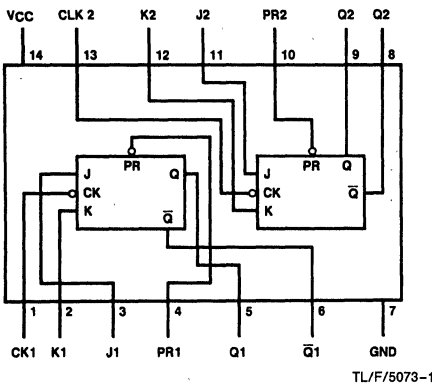 VCC CLK 2 K2 J2 PR2 Q2 Q2
14 13 12 11 10 9 8
PR Q
J Q J PR
CK CK Q̅
K Q̅ K
1 2 3 4 5 6 7
CK1 K1 J1 PR1 Q1 Q̅1 GND
TL/F/5073–1